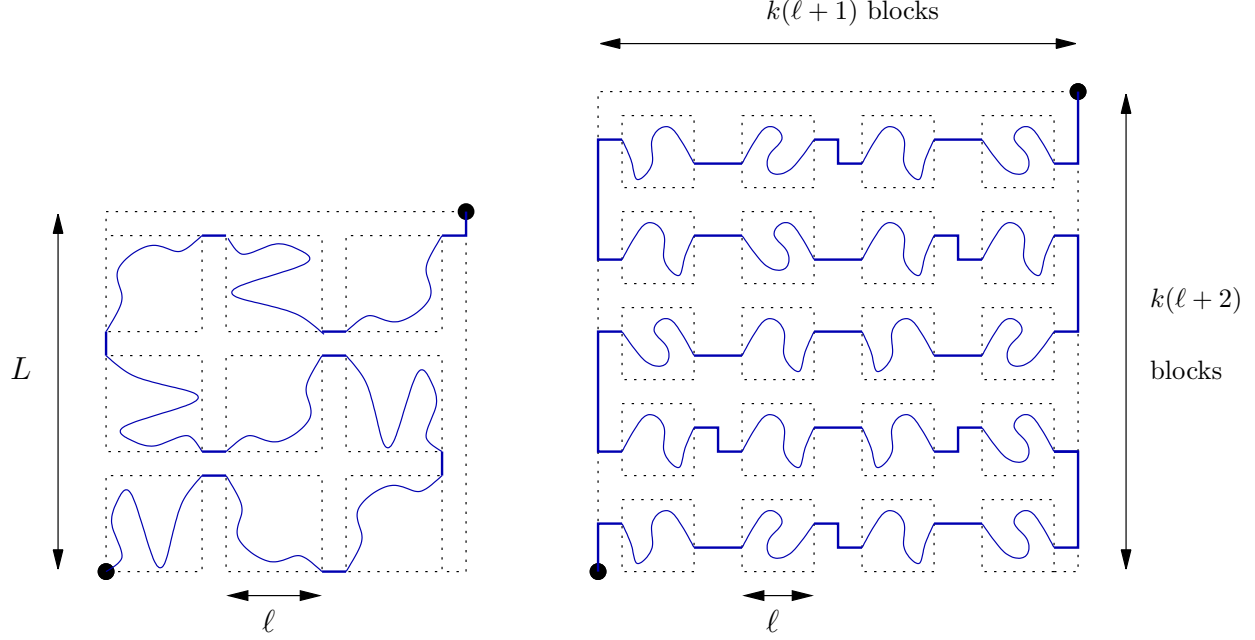 k(ℓ + 1) blocks
k(ℓ + 2)
L
blocks
ℓ
ℓ